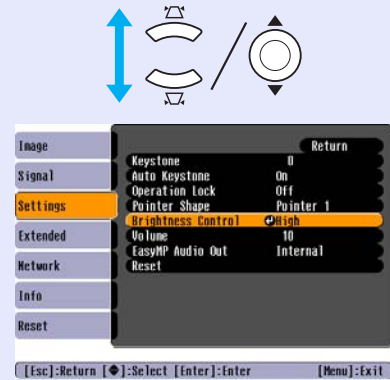 Return
Image
Keystone 0
Signal
Auto Keystone On
Operation Lock Off
Settings
Pointer Shape Pointer 1
Brightness Control High
Extended
Volume 10
EasyMP Audio Out Internal
Network
Reset
Info
Reset
[Esc]:Return [◆]:Select [Enter]:Enter [Menu]:Exit